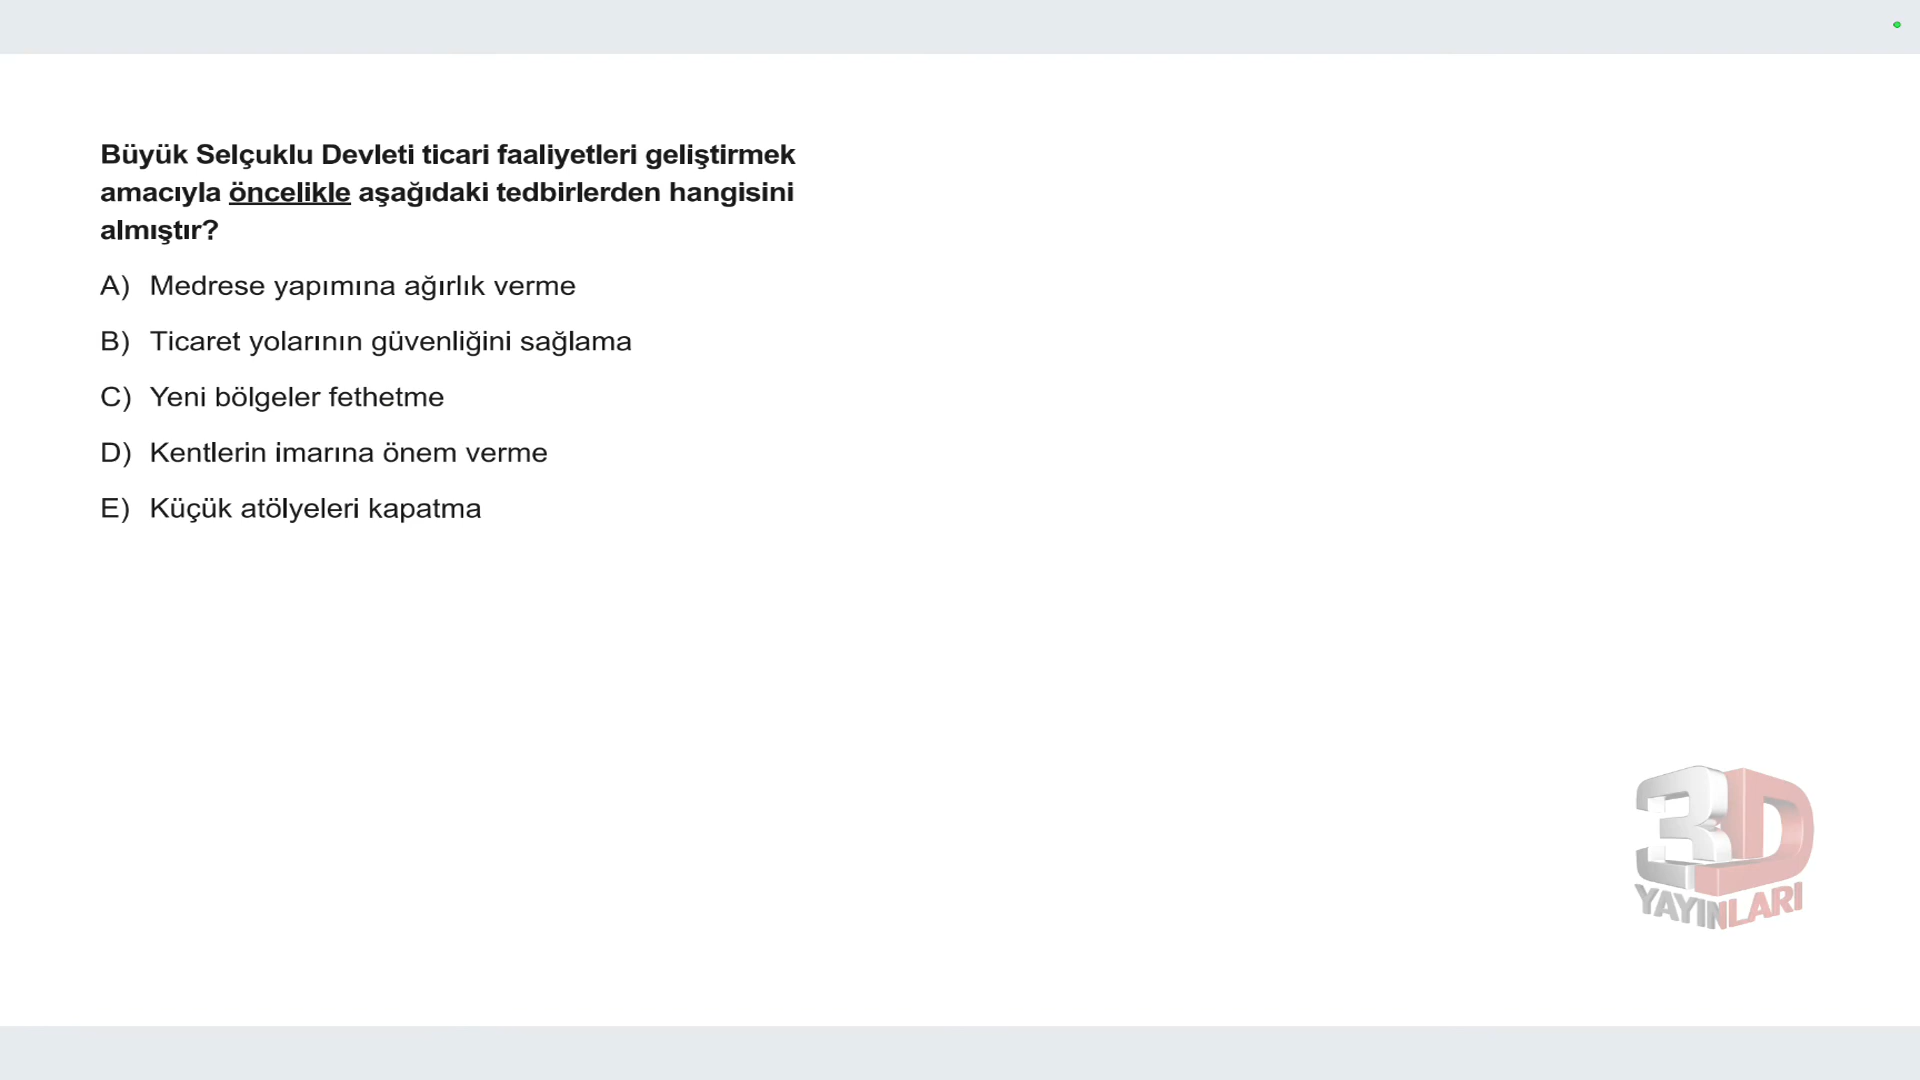 Büyük Selçuklu Devleti ticari faaliyetleri geliştirmek
amacıyla öncelikle aşağıdaki tedbirlerden hangisini
almıştır?
A) Medrese yapımına ağırlık verme
B) Ticaret yolarının güvenliğini sağlama
C) Yeni bölgeler fethetme
D) Kentlerin imarına önem verme
E) Küçük atölyeleri kapatma
3D
YAYINLARI